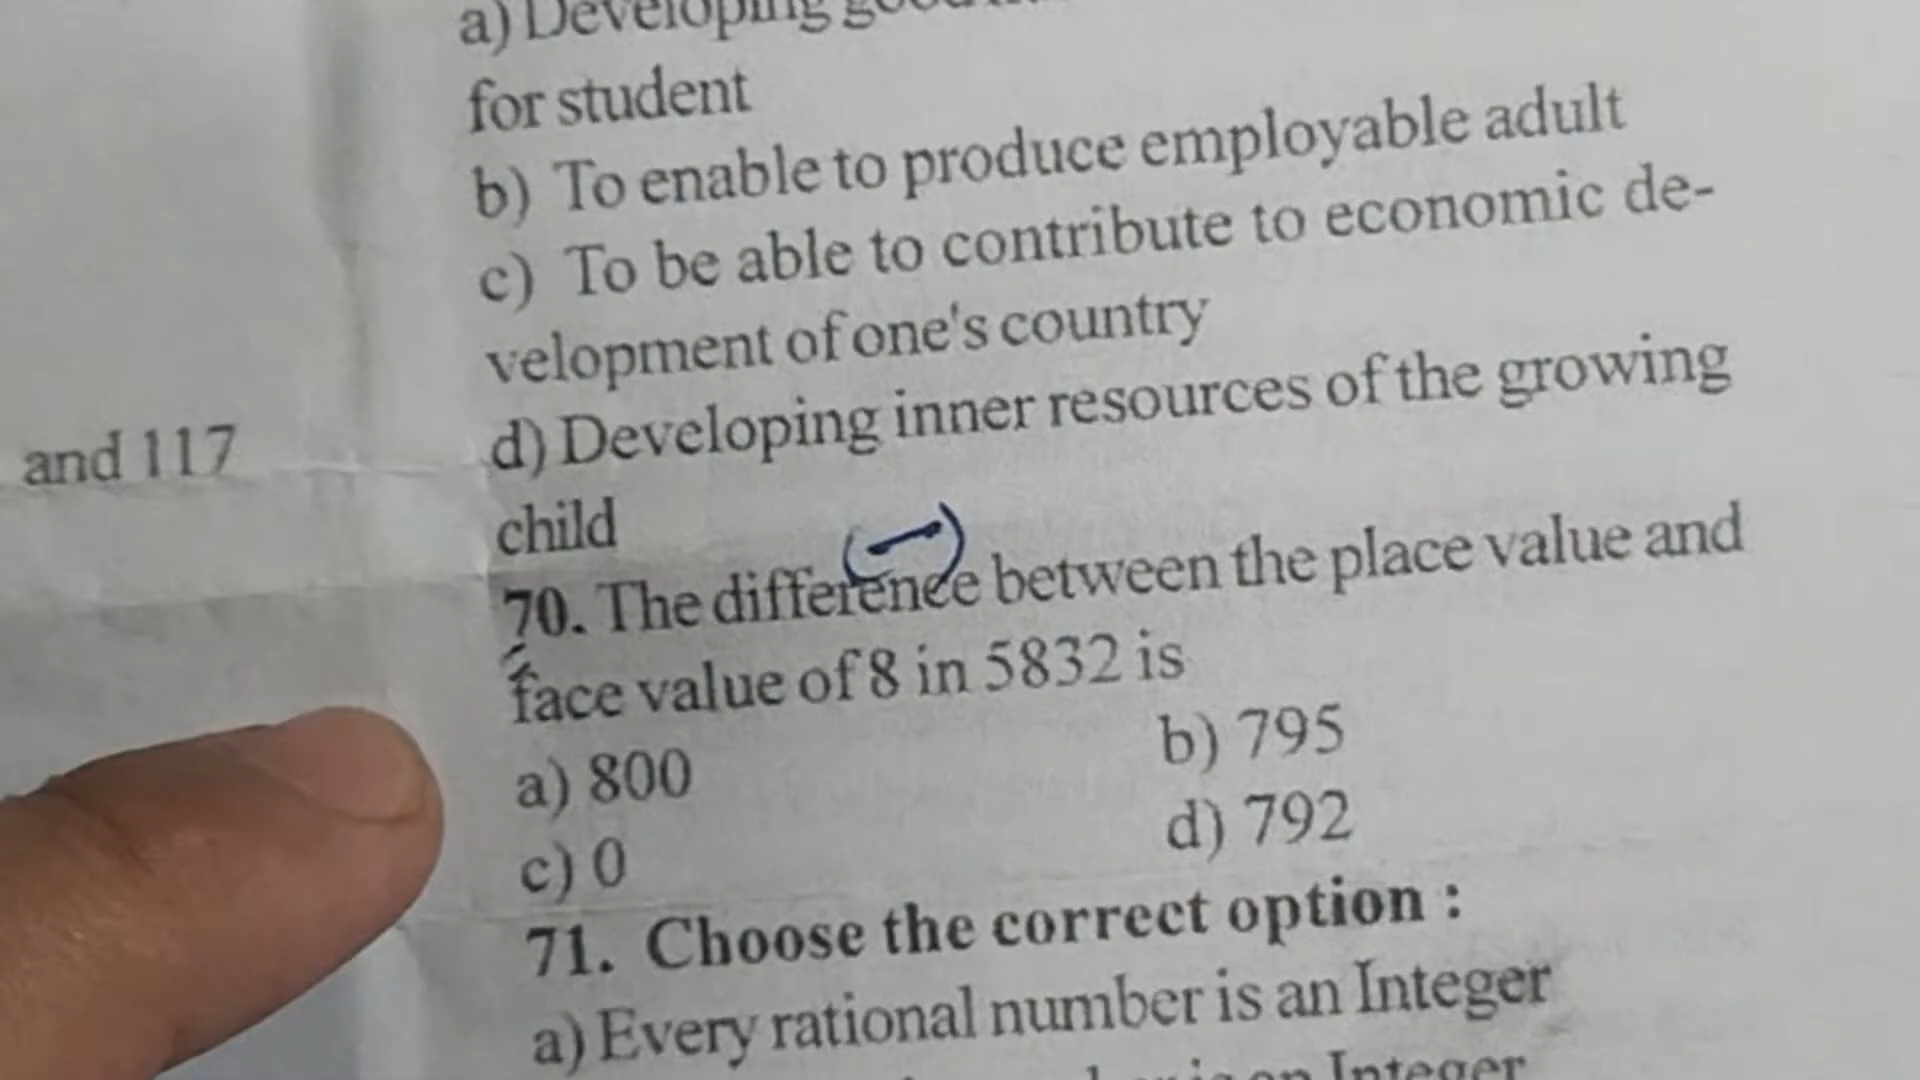 and 117
a) Developing
for student
b) To enable to produce employable adult
c) To be able to contribute to economic de-
velopment of one's country
d) Developing inner resources of the growing
child
(-)
70. The difference between the place value and
face value of 8 in 5832 is
a) 800 b) 795
c) 0 d) 792
71. Choose the correct option :
a) Every rational number is an Integer
Integer